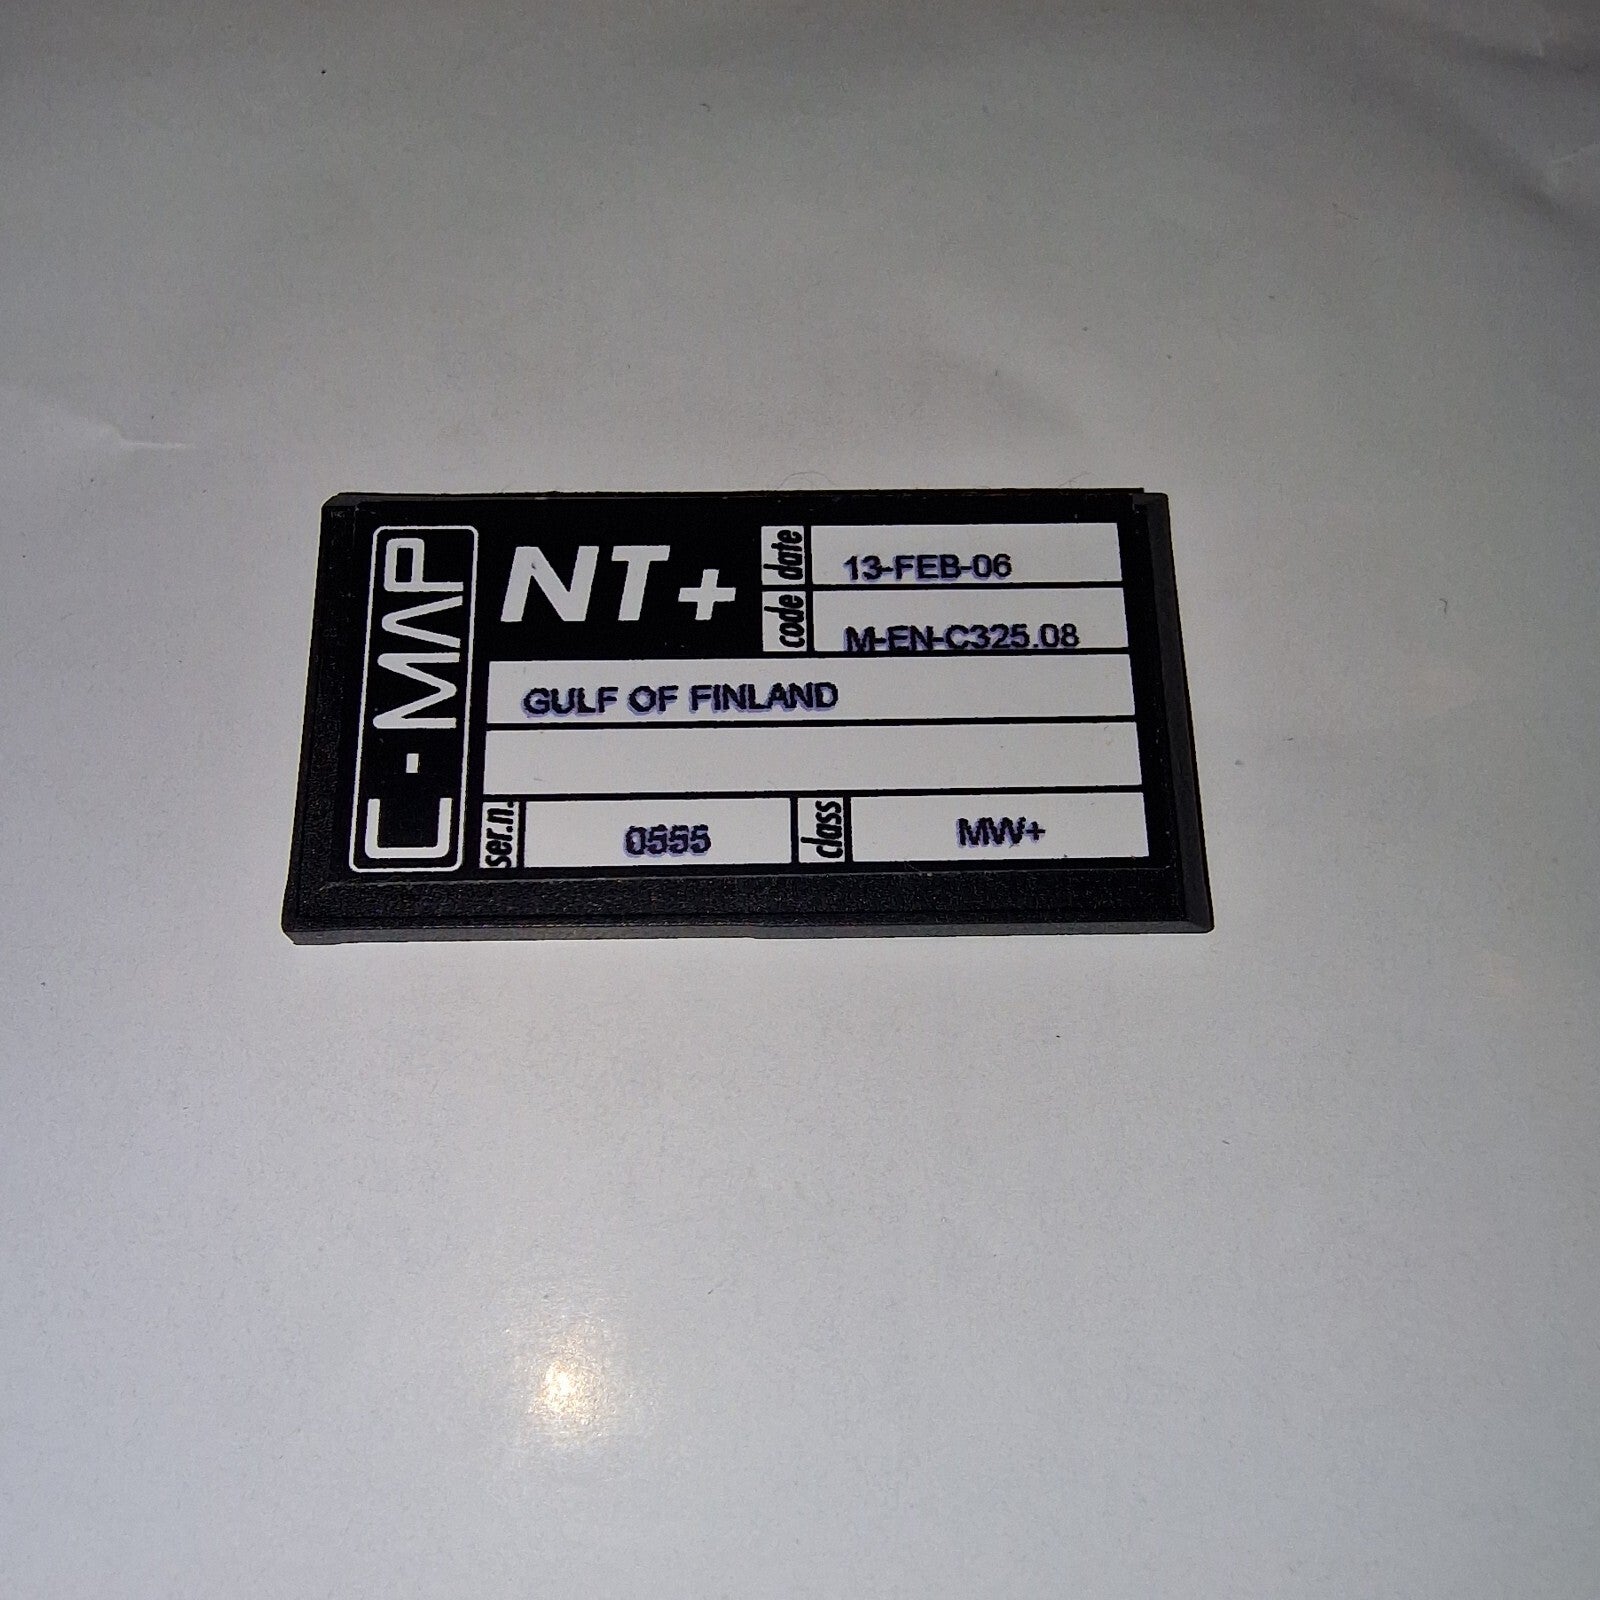 C-MAP
NT+
date
13-FEB-06
code
M-EN-C325.08
GULF OF FINLAND
ser.n.
0555
class
MW+